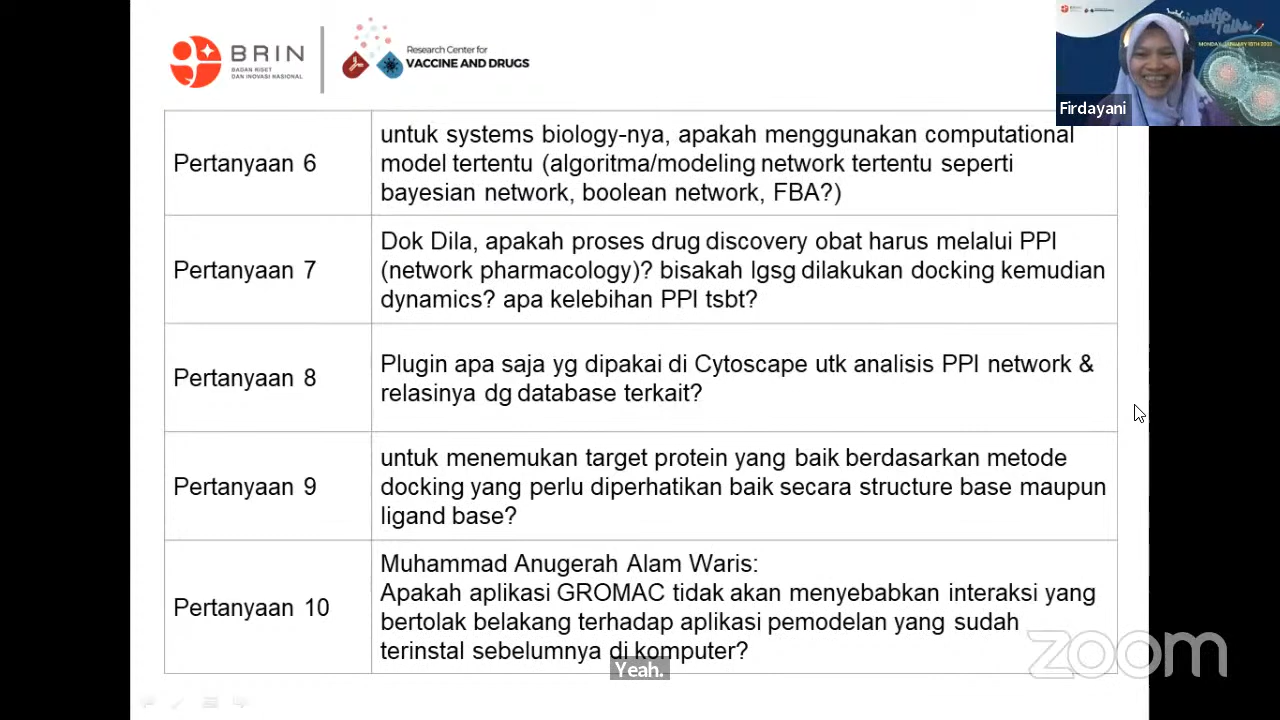 BRIN
BADAN RISET
DAN INOVASI NASIONAL
Research Center for
VACCINE AND DRUGS
MONDAY, JANUARY
Firdayani
Pertanyaan 6
untuk systems biology-nya, apakah menggunakan computational
model tertentu (algoritma/modeling network tertentu seperti
bayesian network, boolean network, FBA?)
Pertanyaan 7
Dok Dila, apakah proses drug discovery obat harus melalui PPI
(network pharmacology)? bisakah lgsg dilakukan docking kemudian
dynamics? apa kelebihan PPI tsbt?
Pertanyaan 8
Plugin apa saja yg dipakai di Cytoscape utk analisis PPI network &
relasinya dg database terkait?
Pertanyaan 9
untuk menemukan target protein yang baik berdasarkan metode
docking yang perlu diperhatikan baik secara structure base maupun
ligand base?
Pertanyaan 10
Muhammad Anugerah Alam Waris:
Apakah aplikasi GROMAC tidak akan menyebabkan interaksi yang
bertolak belakang terhadap aplikasi pemodelan yang sudah
terinstal sebelumnya di komputer?
Yeah.
zoom